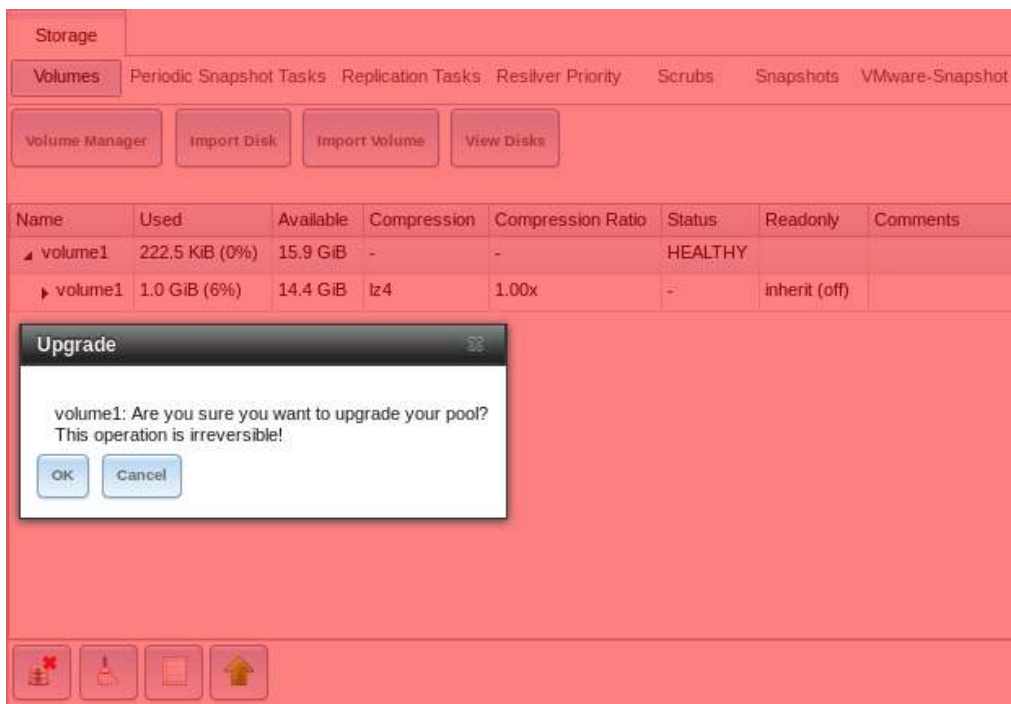 Storage
Volumes Periodic Snapshot Tasks Replication Tasks Resilver Priority Scrubs Snapshots VMware-Snapshot
Volume Manager Import Disk Import Volume View Disks
Name Used Available Compression Compression Ratio Status Readonly Comments
volume1 222.5 KiB (0%) 15.9 GiB - - HEALTHY
volume1 1.0 GiB (6%) 14.4 GiB lz4 1.00x - inherit (off)
Upgrade
volume1: Are you sure you want to upgrade your pool?
This operation is irreversible!
OK Cancel